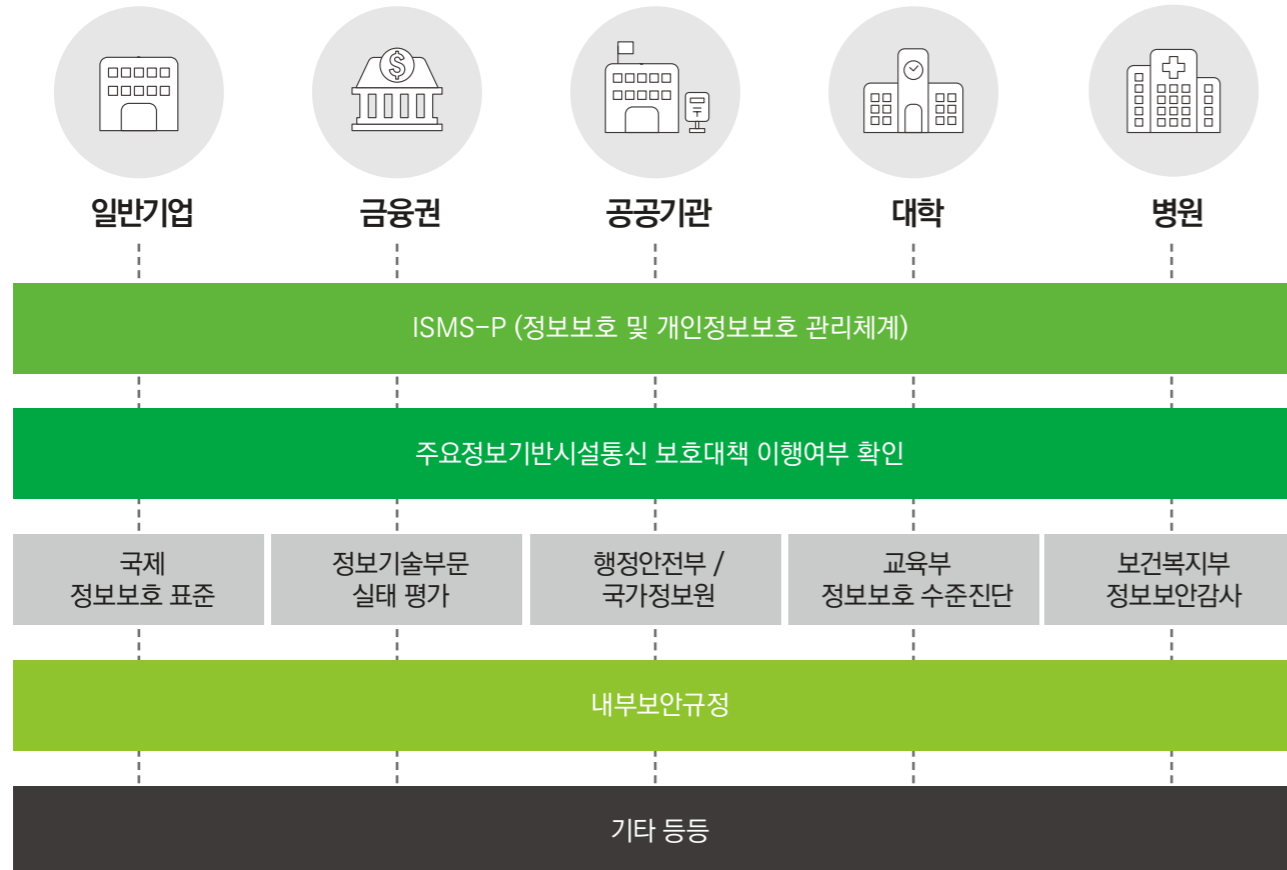 일반기업
금융권
공공기관
대학
병원
ISMS-P (정보보호 및 개인정보보호 관리체계)
주요정보기반시설통신 보호대책 이행여부 확인
국제
정보보호 표준
정보기술부문
실태 평가
행정안전부 /
국가정보원
교육부
정보보호 수준진단
보건복지부
정보보안감사
내부보안규정
기타 등등